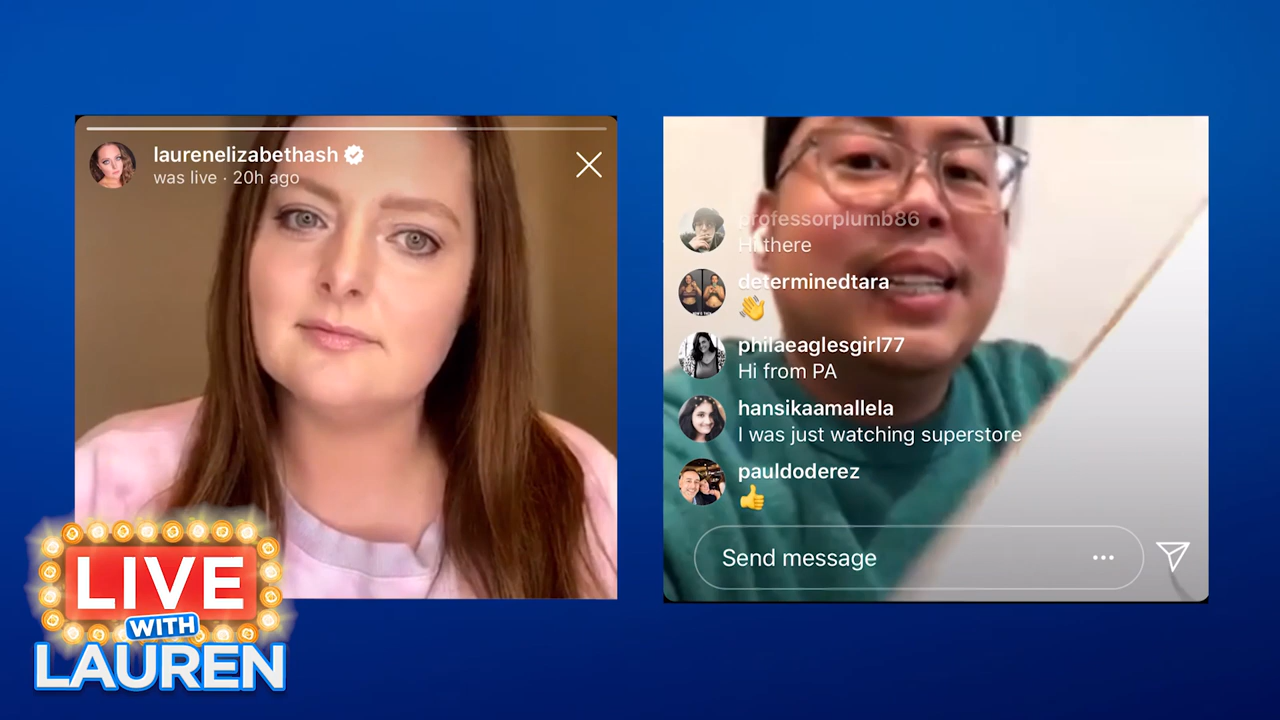 laurenelizabethash
was live · 20h ago
professorplumb86
Hi there
determinedtara
👋
philaeaglesgirl77
Hi from PA
hansikaamallela
I was just watching superstore
pauldoderez
👍
Send message
LIVE
WITH
LAUREN